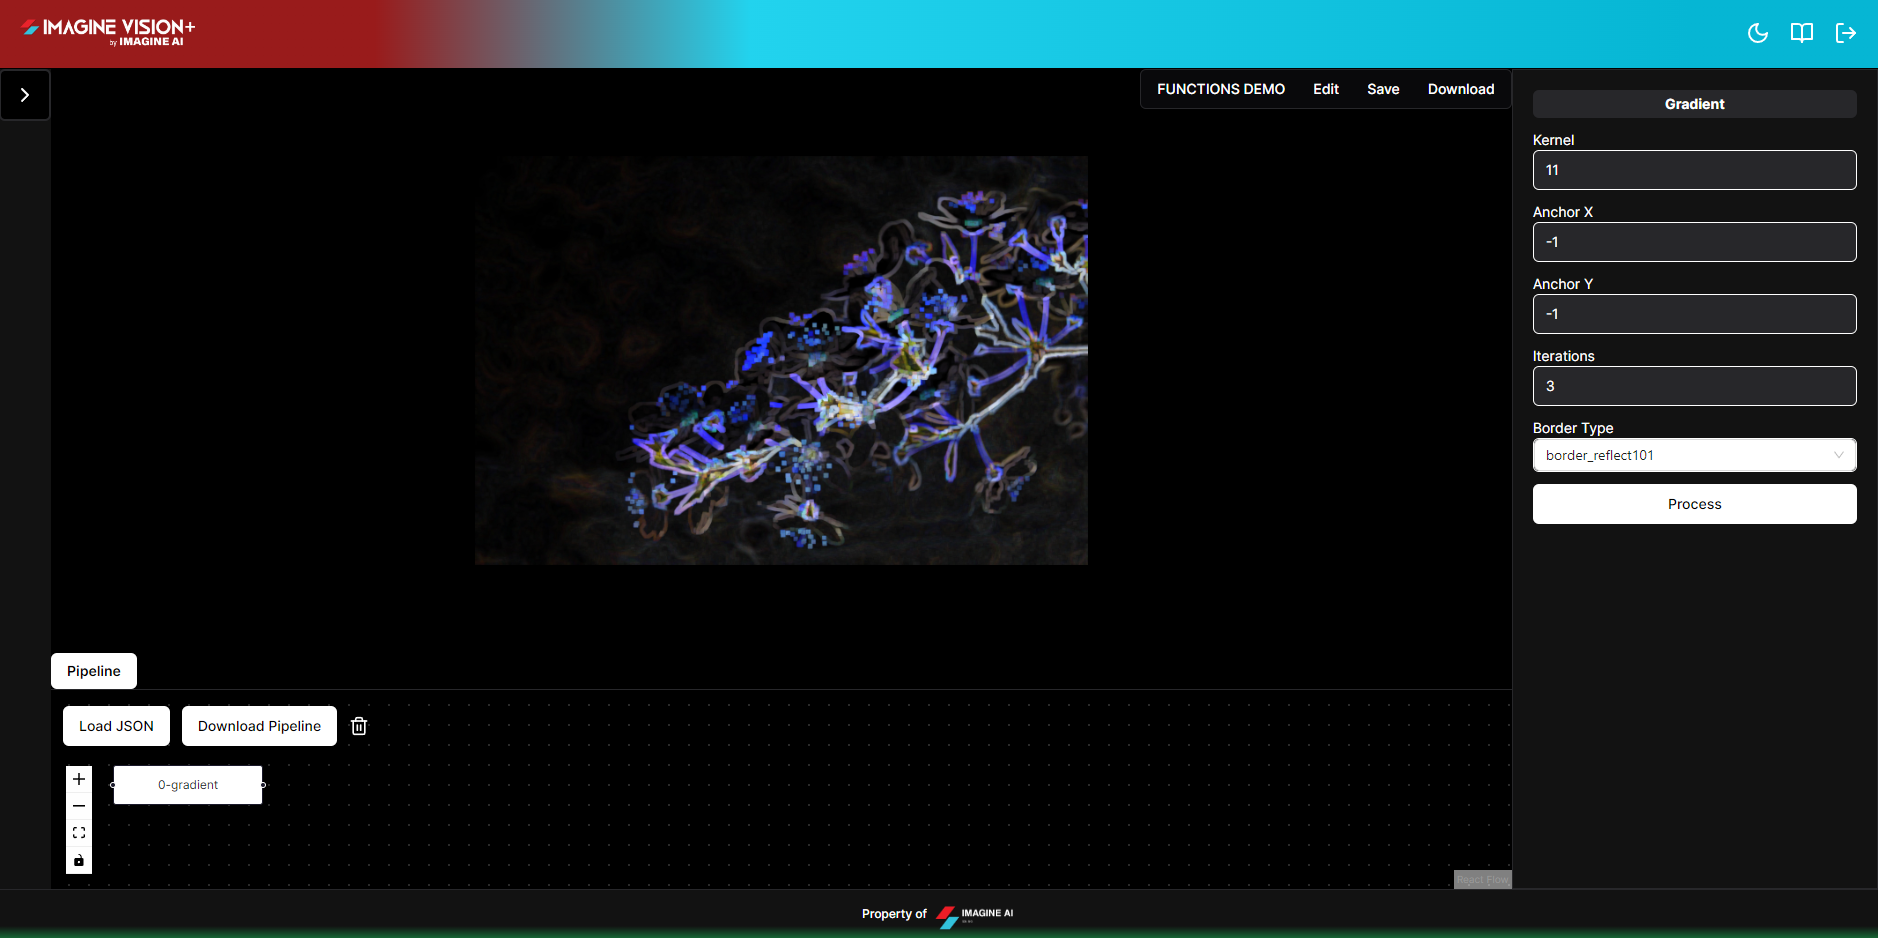 IMAGINE VISION+
by IMAGINE AI
FUNCTIONS DEMO
Edit
Save
Download
Gradient
Kernel
11
Anchor X
-1
Anchor Y
-1
Iterations
3
Border Type
border_reflect101
Process
Pipeline
Load JSON
Download Pipeline
0-gradient
React Flow
Property of
IMAGINE AI